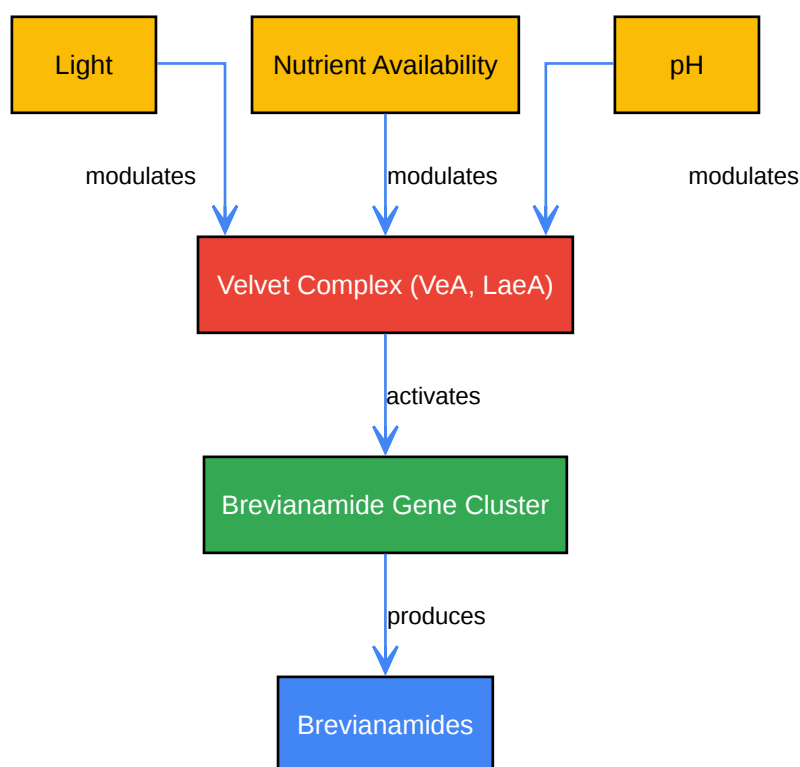 Light
Nutrient Availability
pH
modulates
modulates
modulates
Velvet Complex (VeA, LaeA)
activates
Brevianamide Gene Cluster
produces
Brevianamides